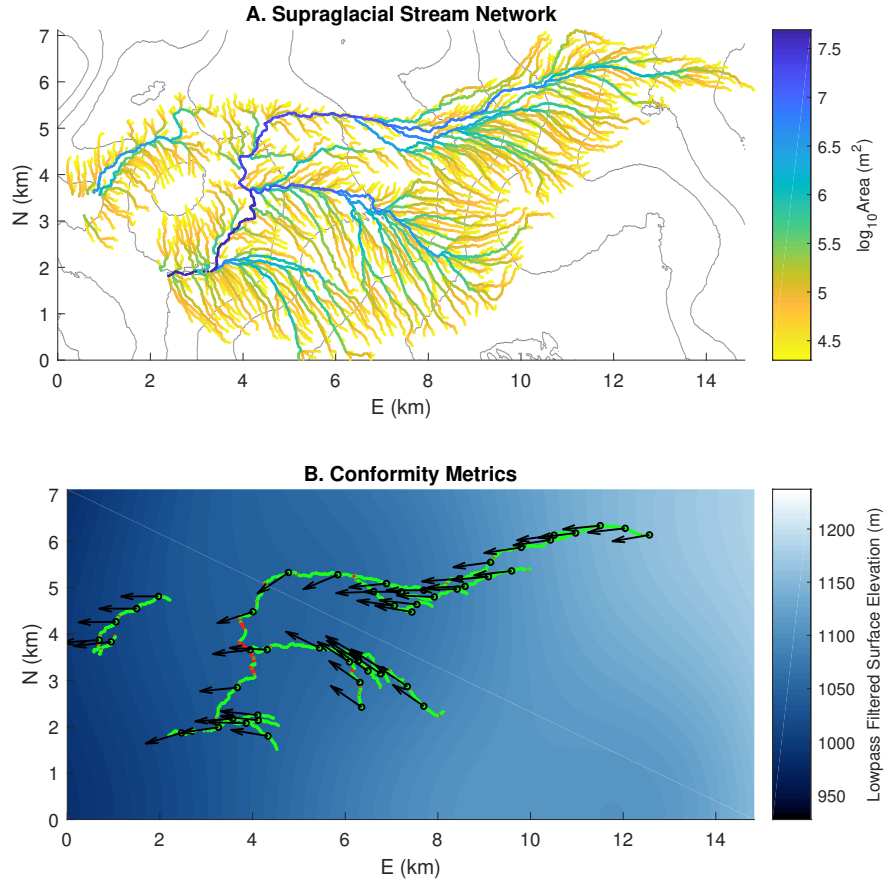 A. Supraglacial Stream Network
7
6
5
4
3
2
1
0
N (km)
0 2 4 6 8 10 12 14
E (km)
7.5
7
6.5
6
5.5
5
4.5
log10Area (m2)
B. Conformity Metrics
7
6
5
4
3
2
1
0
N (km)
0 2 4 6 8 10 12 14
E (km)
1200
1150
1100
1050
1000
950
Lowpass Filtered Surface Elevation (m)